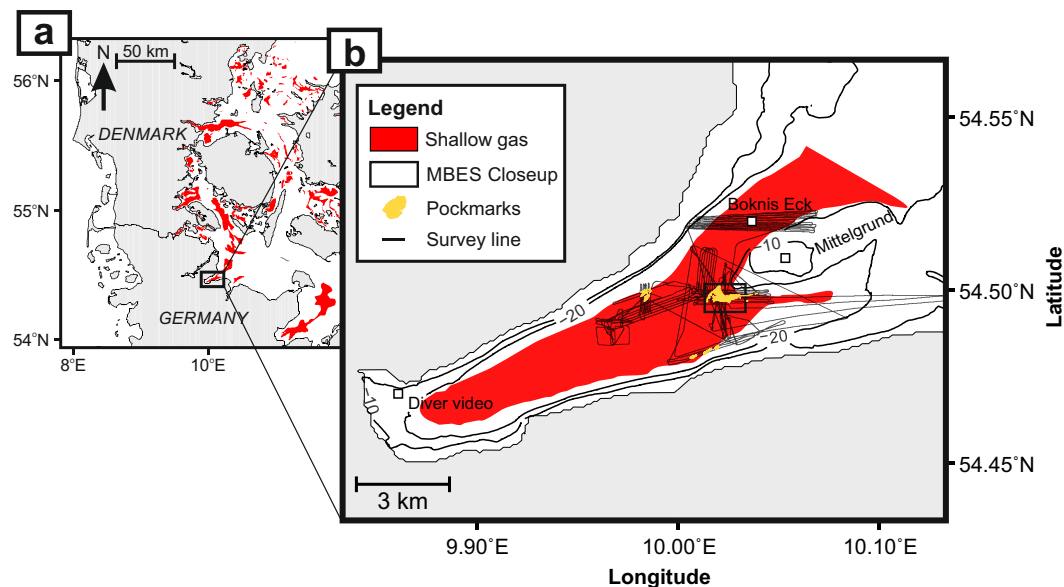 a
N
50 km
56°N
DENMARK
55°N
GERMANY
54°N
8°E
10°E
b
Legend
Shallow gas
MBES Closeup
Pockmarks
Survey line
Boknis Eck
Mittelgrund
−10
−20
−20
−10
Diver video
3 km
54.55°N
54.50°N
54.45°N
Latitude
9.90°E
10.00°E
10.10°E
Longitude